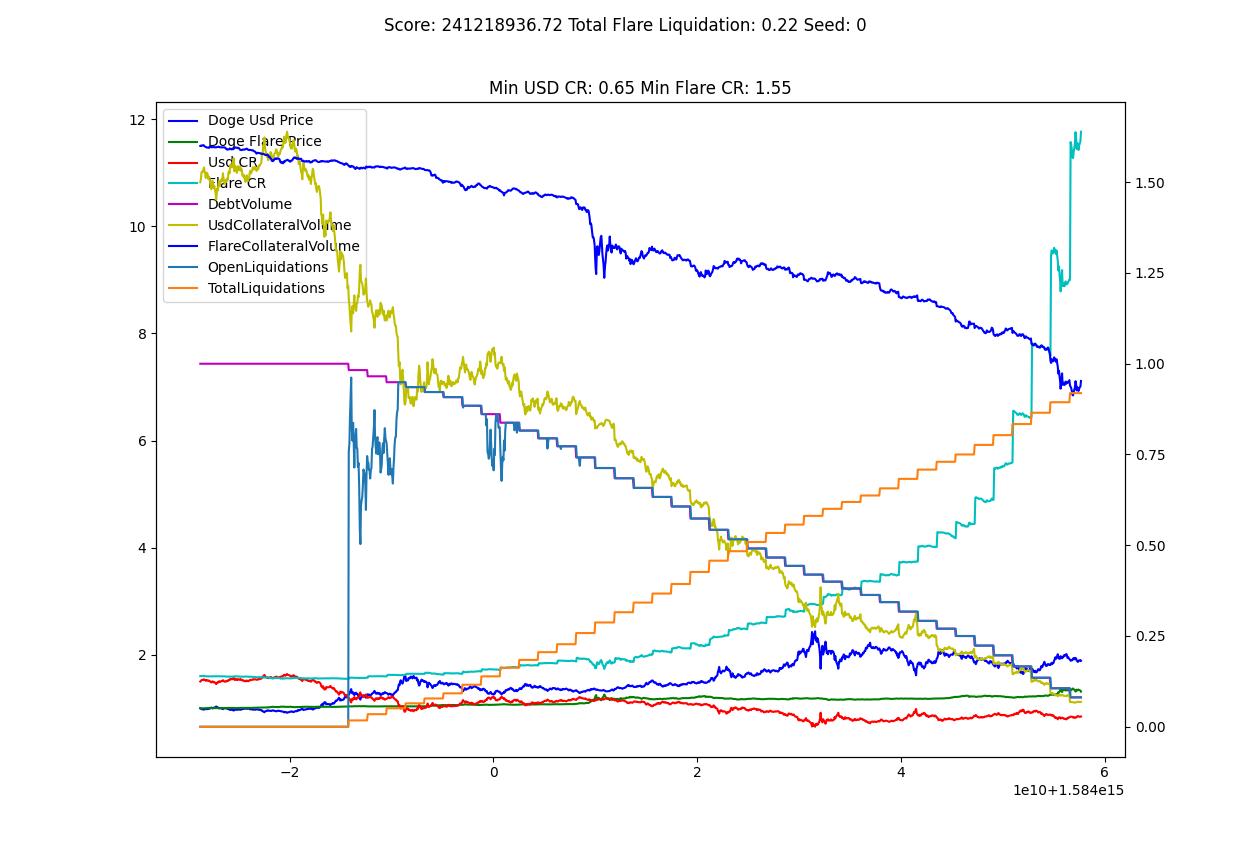 Score: 241218936.72 Total Flare Liquidation: 0.22 Seed: 0
Min USD CR: 0.65 Min Flare CR: 1.55
Doge Usd Price
Doge Flare Price
Usd CR
Flare CR
DebtVolume
UsdCollateralVolume
FlareCollateralVolume
OpenLiquidations
TotalLiquidations
12
10
8
6
4
2
1.50
1.25
1.00
0.75
0.50
0.25
0.00
−2
0
2
4
6
1e10+1.584e15